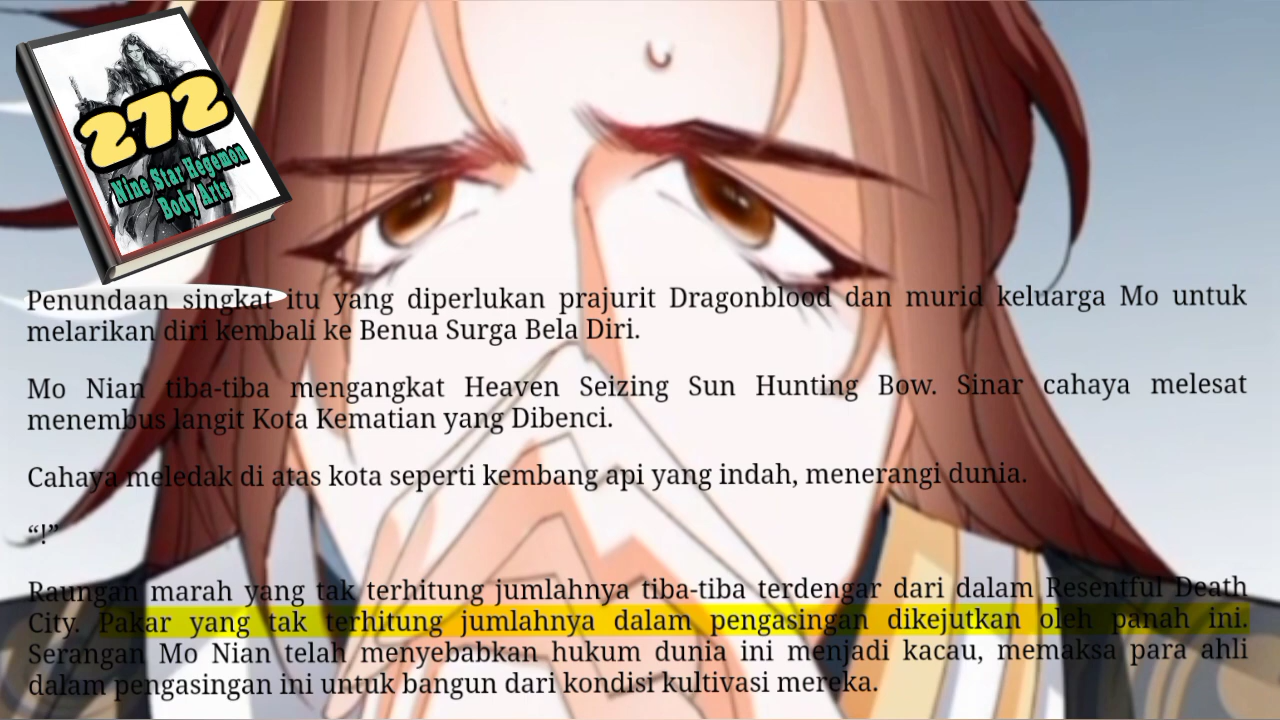 272
Nine Star Hegemon
Body Arts
Penundaan singkat itu yang diperlukan prajurit Dragonblood dan murid keluarga Mo untuk
melarikan diri kembali ke Benua Surga Bela Diri.
Mo Nian tiba-tiba mengangkat Heaven Seizing Sun Hunting Bow. Sinar cahaya melesat
menembus langit Kota Kematian yang Dibenci.
Cahaya meledak di atas kota seperti kembang api yang indah, menerangi dunia.
“!”
Raungan marah yang tak terhitung jumlahnya tiba-tiba terdengar dari dalam Resentful Death
City. Pakar yang tak terhitung jumlahnya dalam pengasingan dikejutkan oleh panah ini.
Serangan Mo Nian telah menyebabkan hukum dunia ini menjadi kacau, memaksa para ahli
dalam pengasingan ini untuk bangun dari kondisi kultivasi mereka.